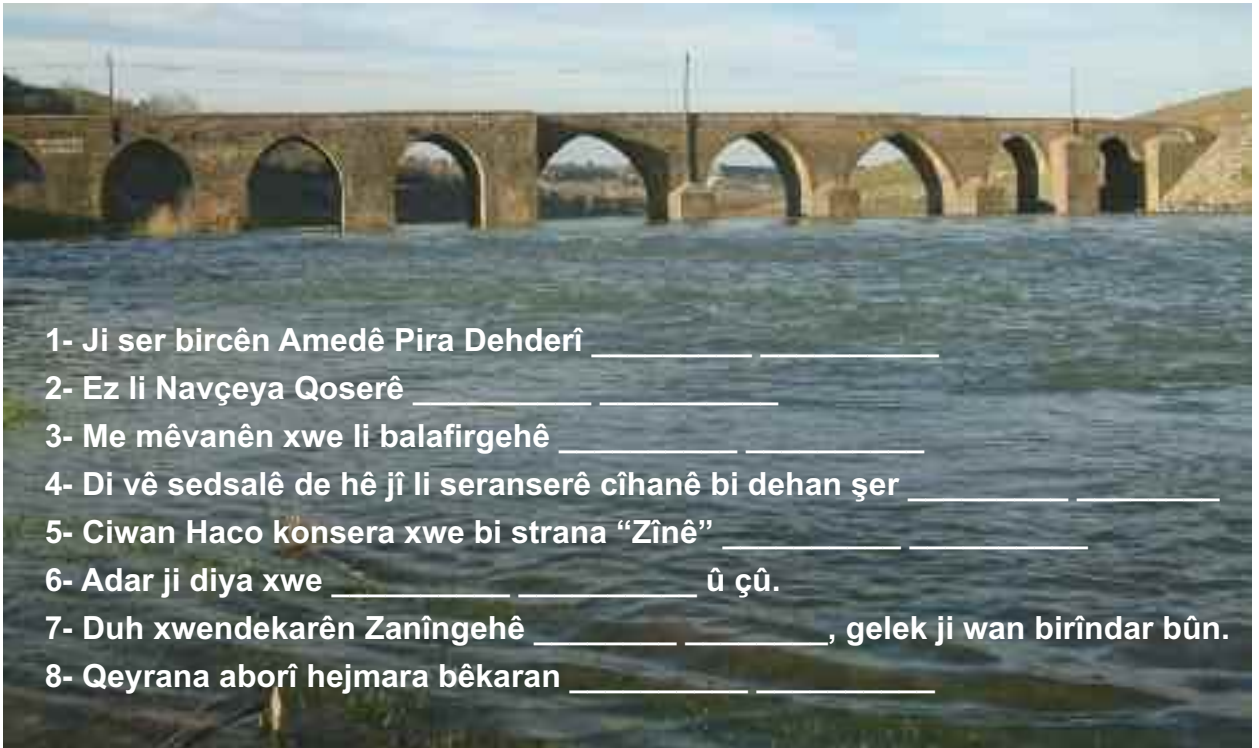 1- Ji ser bircên Amedê Pira Dehderî __________ __________
2- Ez li Navçeya Qoserê __________ __________
3- Me mêvanên xwe li balafirgehê __________ __________
4- Di vê sedsalê de hê jî li seranserê cîhanê bi dehan şer __________ ________
5- Ciwan Haco konsera xwe bi strana “Zînê” __________ __________
6- Adar ji diya xwe __________ __________ û çû.
7- Duh xwendekarên Zanîngehê ________ ________, gelek ji wan birîndar bûn.
8- Qeyrana aborî hejmara bêkaran __________ __________